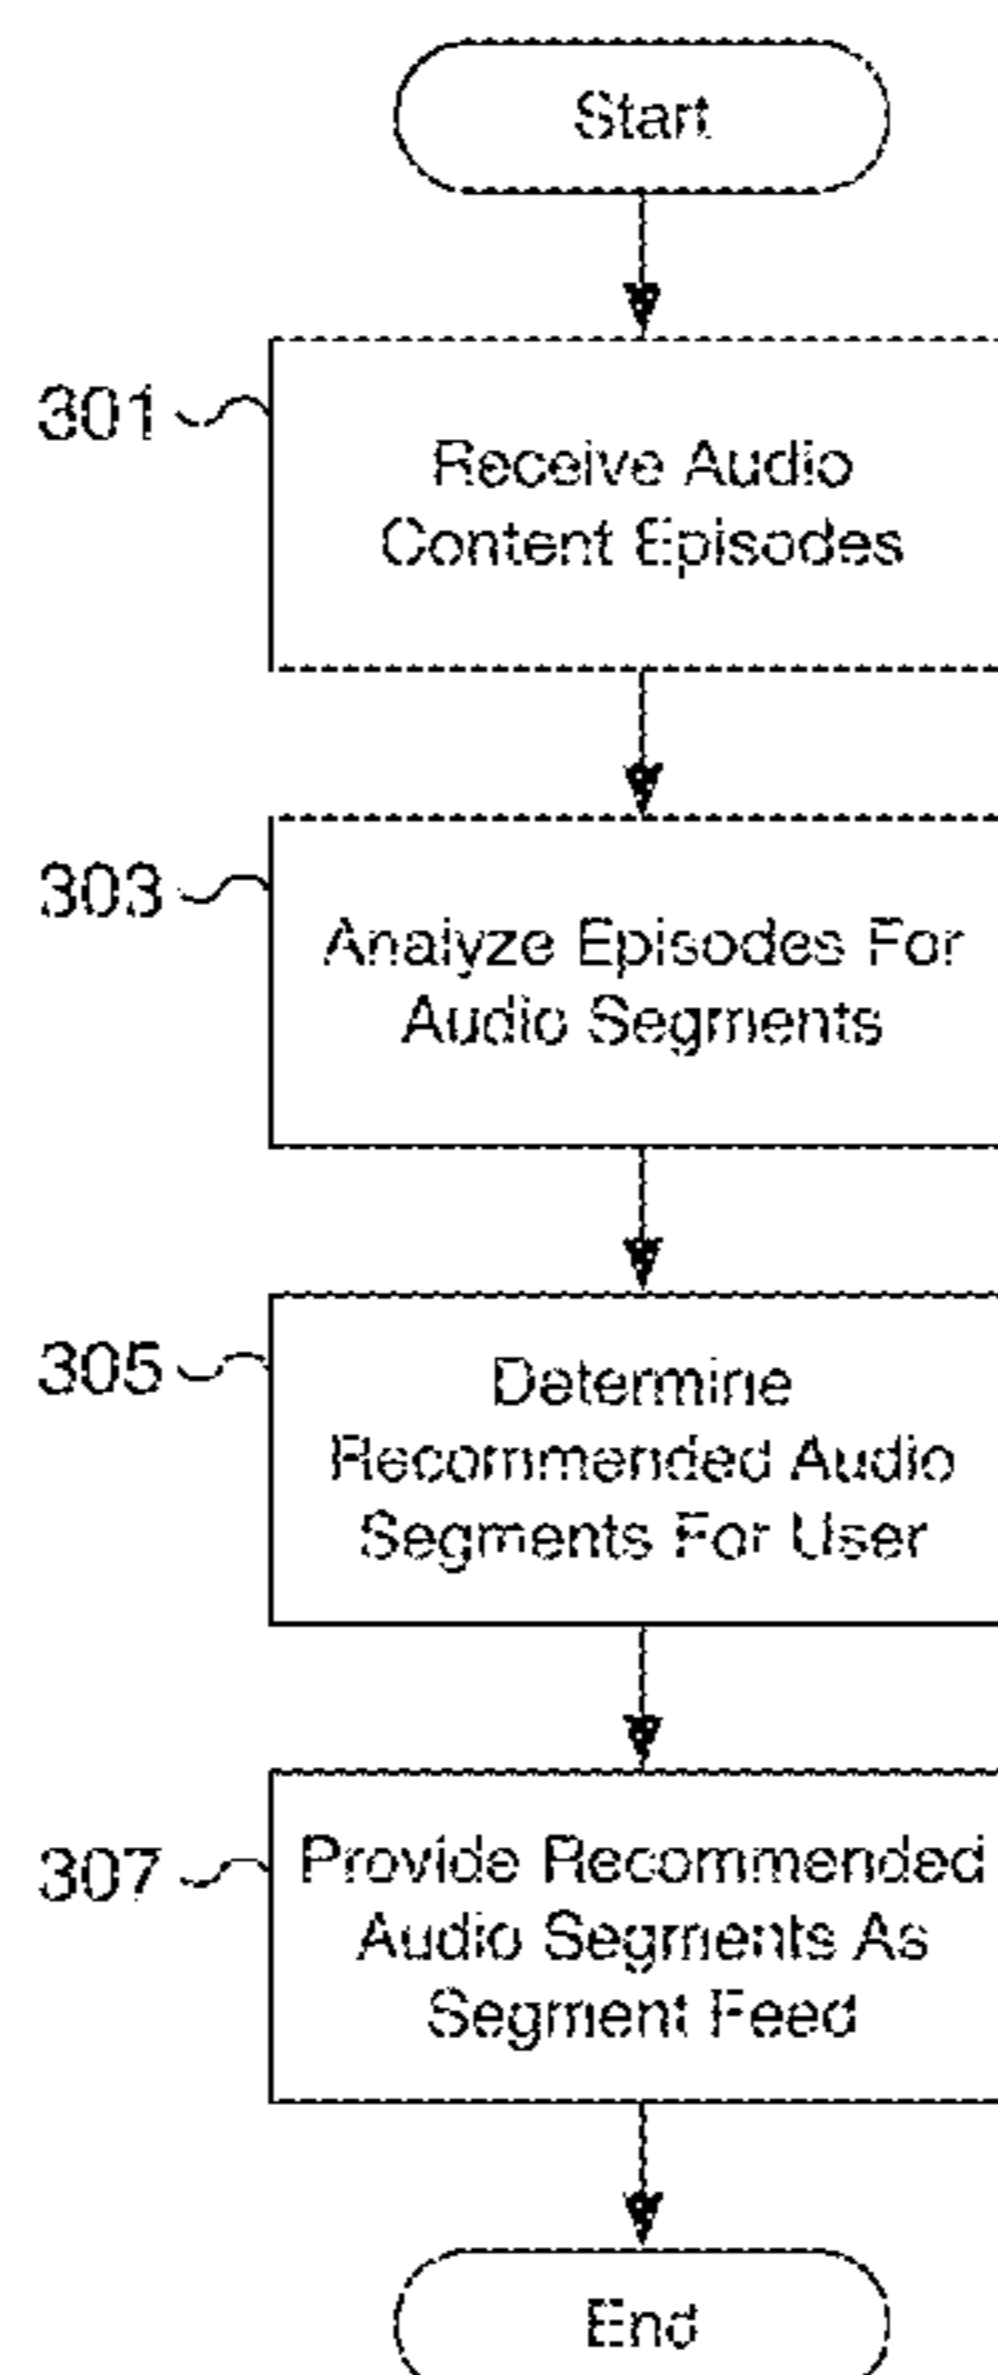 Start
301
Receive Audio
Content Episodes
303
Analyze Episodes For
Audio Segments
305
Determine
Recommended Audio
Segments For User
307
Provide Recommended
Audio Segments As
Segment Feed
End